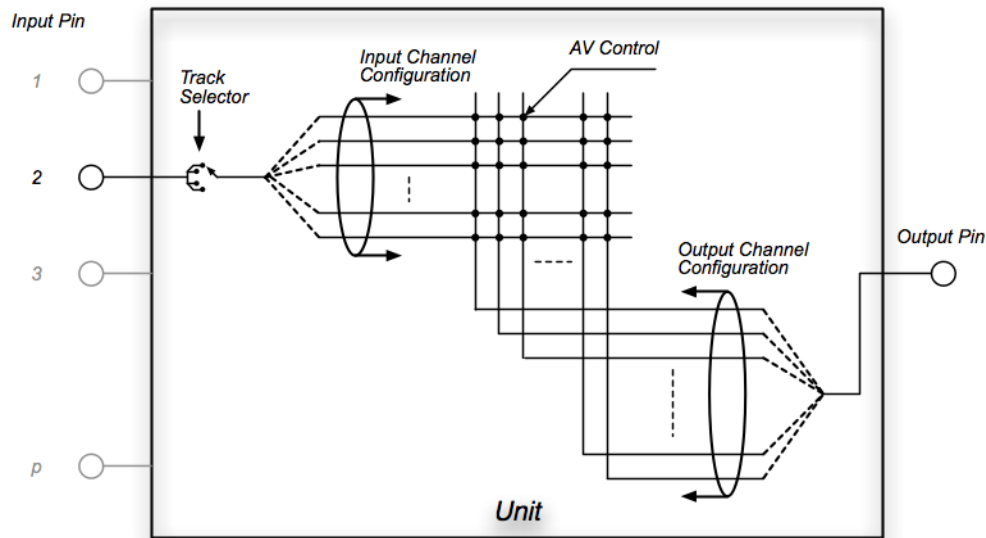 Input Pin
1
Track
Selector
Input Channel
Configuration
AV Control
2
3
Output Channel
Configuration
Output Pin
p
Unit